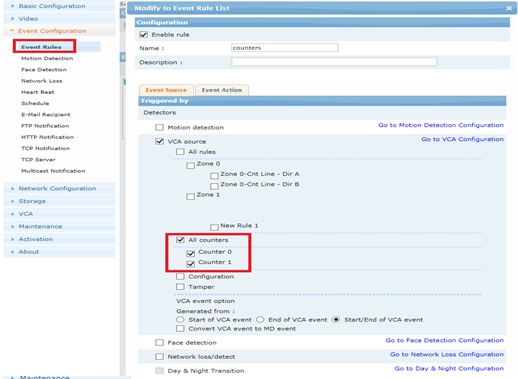 Basic Configuration
Video
Event Configuration
Event Rules
Motion Detection
Face Detection
Network Loss
Heart Beat
Schedule
E-Mail Recipient
FTP Notification
HTTP Notification
TCP Notification
TCP Server
Multicast Notification
Network Configuration
Storage
VCA
Maintenance
Activation
About
Maintenance
Modify to Event Rule List
Configuration
Enable rule
Name :
counters
Description :
Event Source
Event Action
Triggered by
Detectors
Motion detection
Go to Motion Detection Configuration
VCA source
Go to VCA Configuration
All rules
Zone 0
Zone 0-Cnt Line - Dir A
Zone 0-Cnt Line - Dir B
Zone 1
New Rule 1
All counters
Counter 0
Counter 1
Configuration
Tamper
VCA event option
Generated from :
Start of VCA event
End of VCA event
Start/End of VCA event
Convert VCA event to MD event
Face detection
Go to Face Detection Configuration
Network loss/detect
Go to Network Loss Configuration
Day & Night Transition
Go to Day & Night Configuration